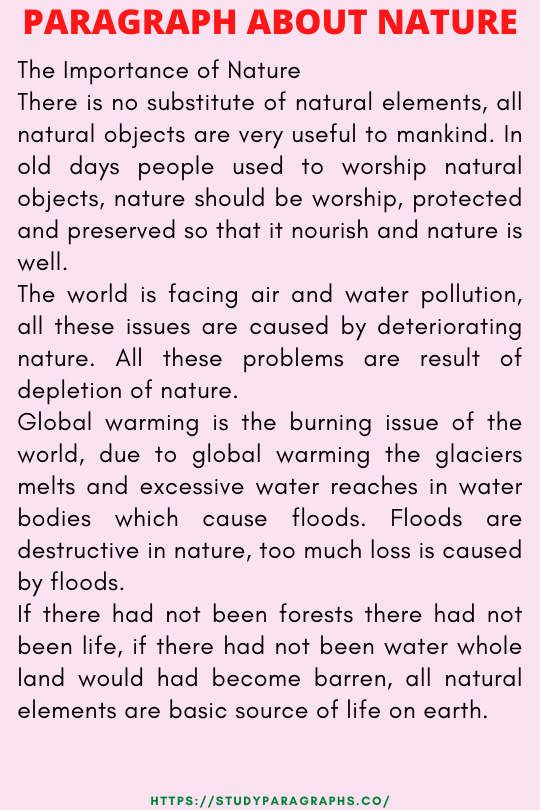 PARAGRAPH ABOUT NATURE
The Importance of Nature
There is no substitute of natural elements, all
natural objects are very useful to mankind. In
old days people used to worship natural
objects, nature should be worship, protected
and preserved so that it nourish and nature is
well.
The world is facing air and water pollution,
all these issues are caused by deteriorating
nature. All these problems are result of
depletion of nature.
Global warming is the burning issue of the
world, due to global warming the glaciers
melts and excessive water reaches in water
bodies which cause floods. Floods are
destructive in nature, too much loss is caused
by floods.
If there had not been forests there had not
been life, if there had not been water whole
land would had become barren, all natural
elements are basic source of life on earth.
HTTPS://STUDYPARAGRAPHS.CO/